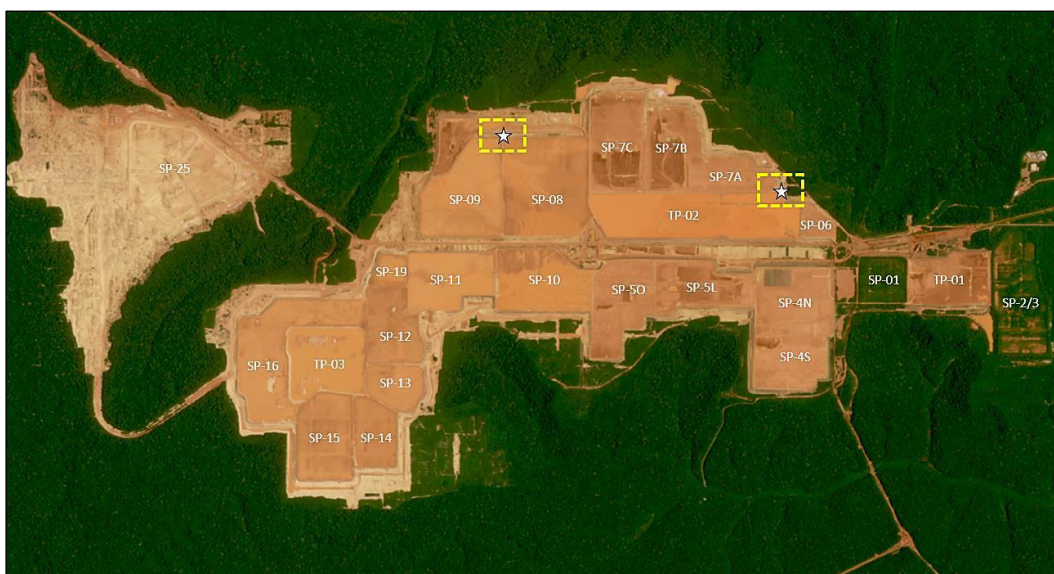 SP-25
SP-7C
SP-7B
SP-7A
SP-09
SP-08
TP-02
SP-06
SP-19
SP-11
SP-10
SP-5O
SP-5L
SP-4N
SP-01
TP-01
SP-2/3
SP-12
SP-16
TP-03
SP-13
SP-4S
SP-15
SP-14